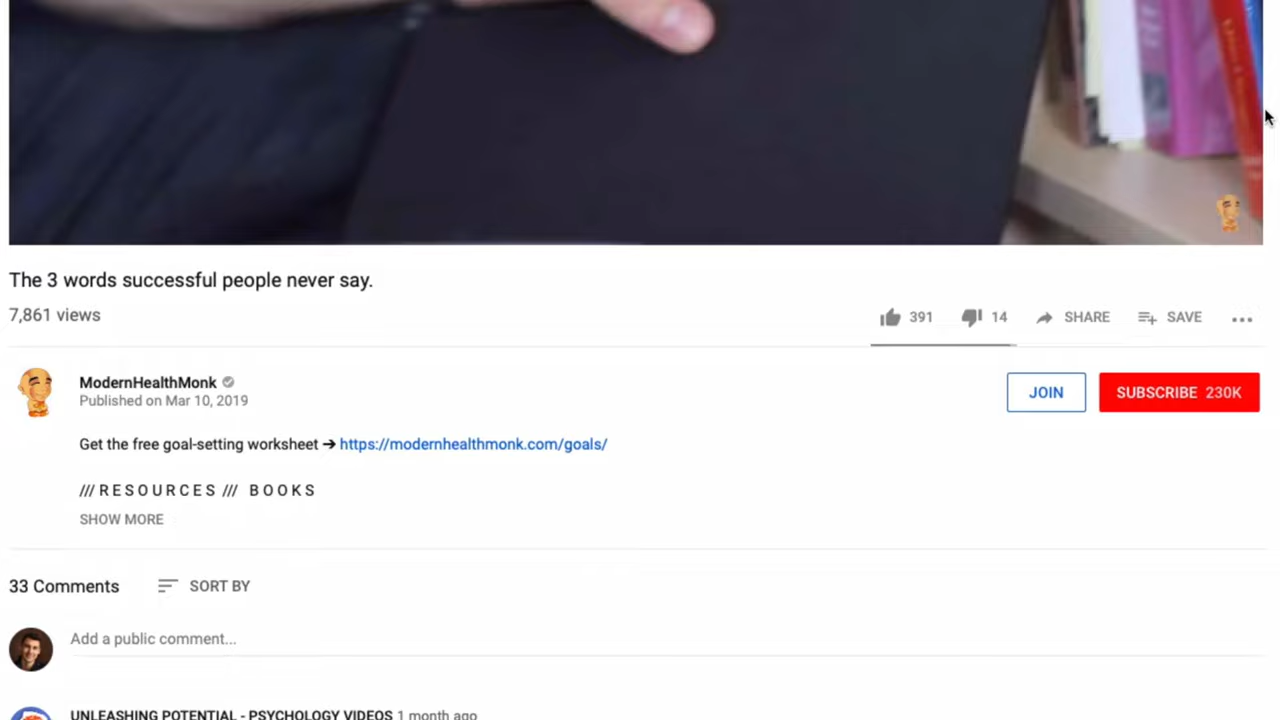 The 3 words successful people never say.
7,861 views
391 14 SHARE SAVE
ModernHealthMonk
Published on Mar 10, 2019
JOIN SUBSCRIBE 230K
Get the free goal-setting worksheet ➔ https://modernhealthmonk.com/goals/
/// R E S O U R C E S /// B O O K S
SHOW MORE
33 Comments SORT BY
Add a public comment...
UNLEASHING POTENTIAL - PSYCHOLOGY VIDEOS 1 month ago